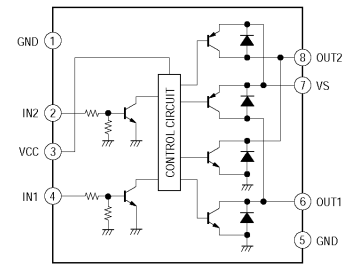 GND 1
8 OUT2
7 VS
IN2 2
CONTROL CIRCUIT
VCC 3
IN1 4
6 OUT1
5 GND